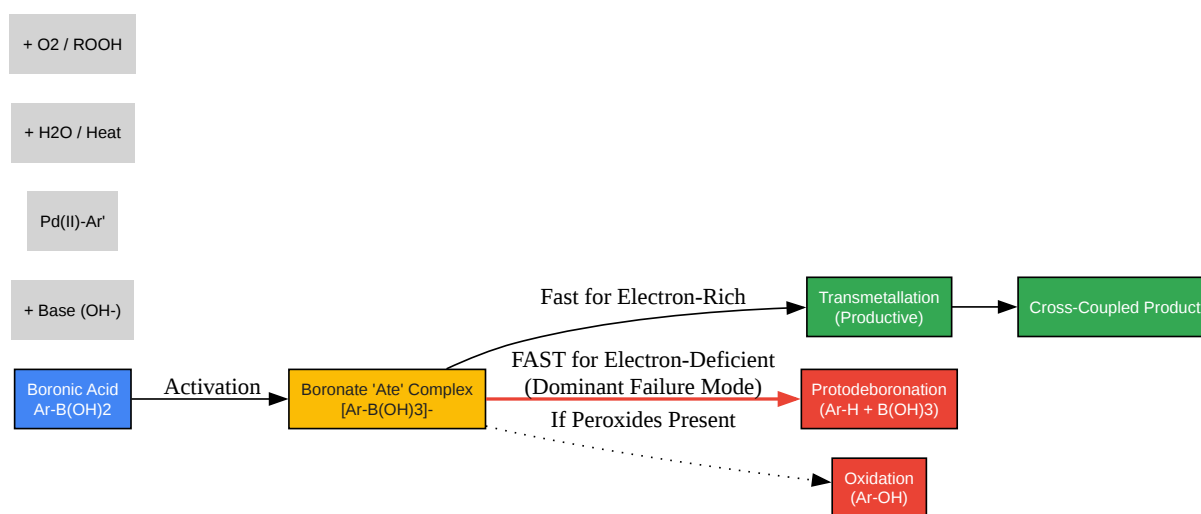 + O2 / ROOH
+ H2O / Heat
Pd(II)-Ar'
+ Base (OH-)
Boronic Acid
Ar-B(OH)2
Activation
Boronate 'Ate' Complex
[Ar-B(OH)3]-
Fast for Electron-Rich
FAST for Electron-Deficient
(Dominant Failure Mode)
If Peroxides Present
Transmetallation
(Productive)
Cross-Coupled Product
Protodeboronation
(Ar-H + B(OH)3)
Oxidation
(Ar-OH)